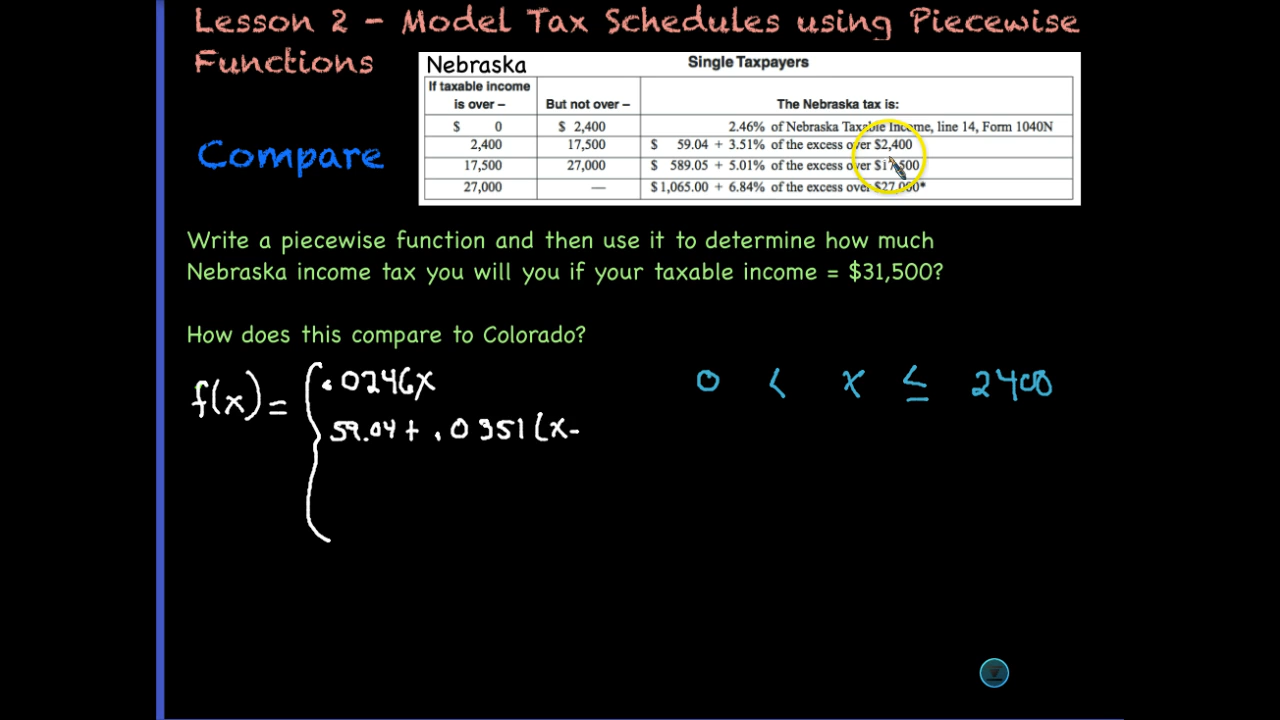 Lesson 2 - Model Tax Schedules using Piecewise
Functions
Nebraska
Single Taxpayers
If taxable income
is over –
But not over –
The Nebraska tax is:
$ 0 $ 2,400 2.46% of Nebraska Taxable Income, line 14, Form 1040N
2,400 17,500 $ 59.04 + 3.51% of the excess over $2,400
17,500 27,000 $ 589.05 + 5.01% of the excess over $17,500
27,000 — $1,065.00 + 6.84% of the excess over $27,000*
Compare
Write a piecewise function and then use it to determine how much
Nebraska income tax you will you if your taxable income = $31,500?
How does this compare to Colorado?
f(x) = { .0246x 0 < x ≤ 2400
59.04 + .0351(x-